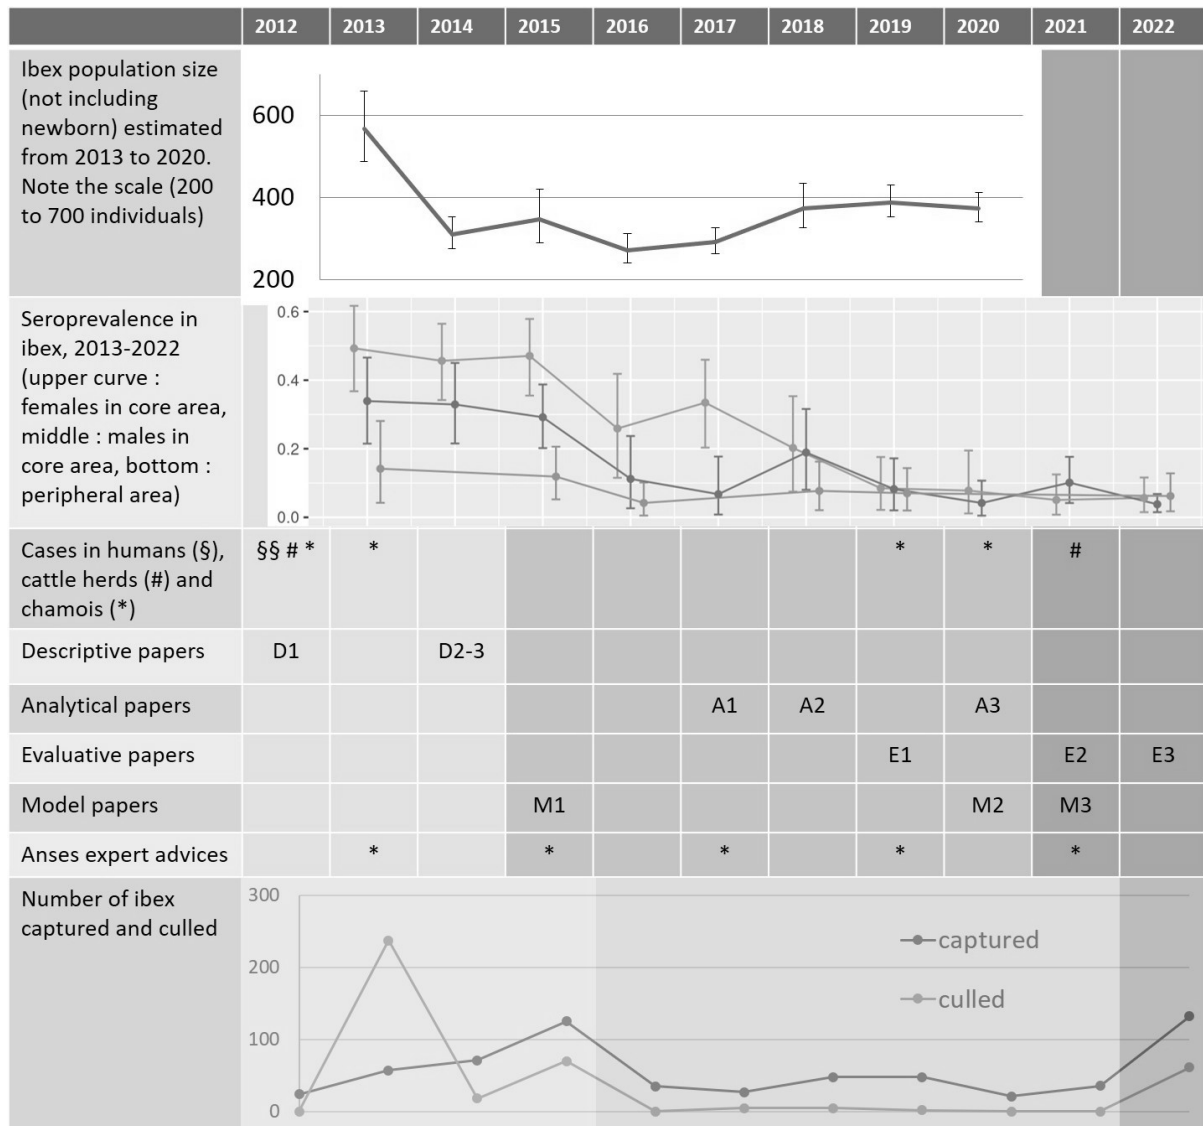 2012 2013 2014 2015 2016 2017 2018 2019 2020 2021 2022
Ibex population size
(not including
newborn) estimated
from 2013 to 2020.
Note the scale (200
to 700 individuals)
600
400
200
Seroprevalence in
ibex, 2013-2022
(upper curve :
females in core area,
middle : males in
core area, bottom :
peripheral area)
0.6
0.4
0.2
0.0
Cases in humans (§),
cattle herds (#) and
chamois (*)
§§ # * * * * #
Descriptive papers D1 D2-3
Analytical papers A1 A2 A3
Evaluative papers E1 E2 E3
Model papers M1 M2 M3
Anses expert advices * * * * *
Number of ibex
captured and culled
300
200
100
0
captured
culled